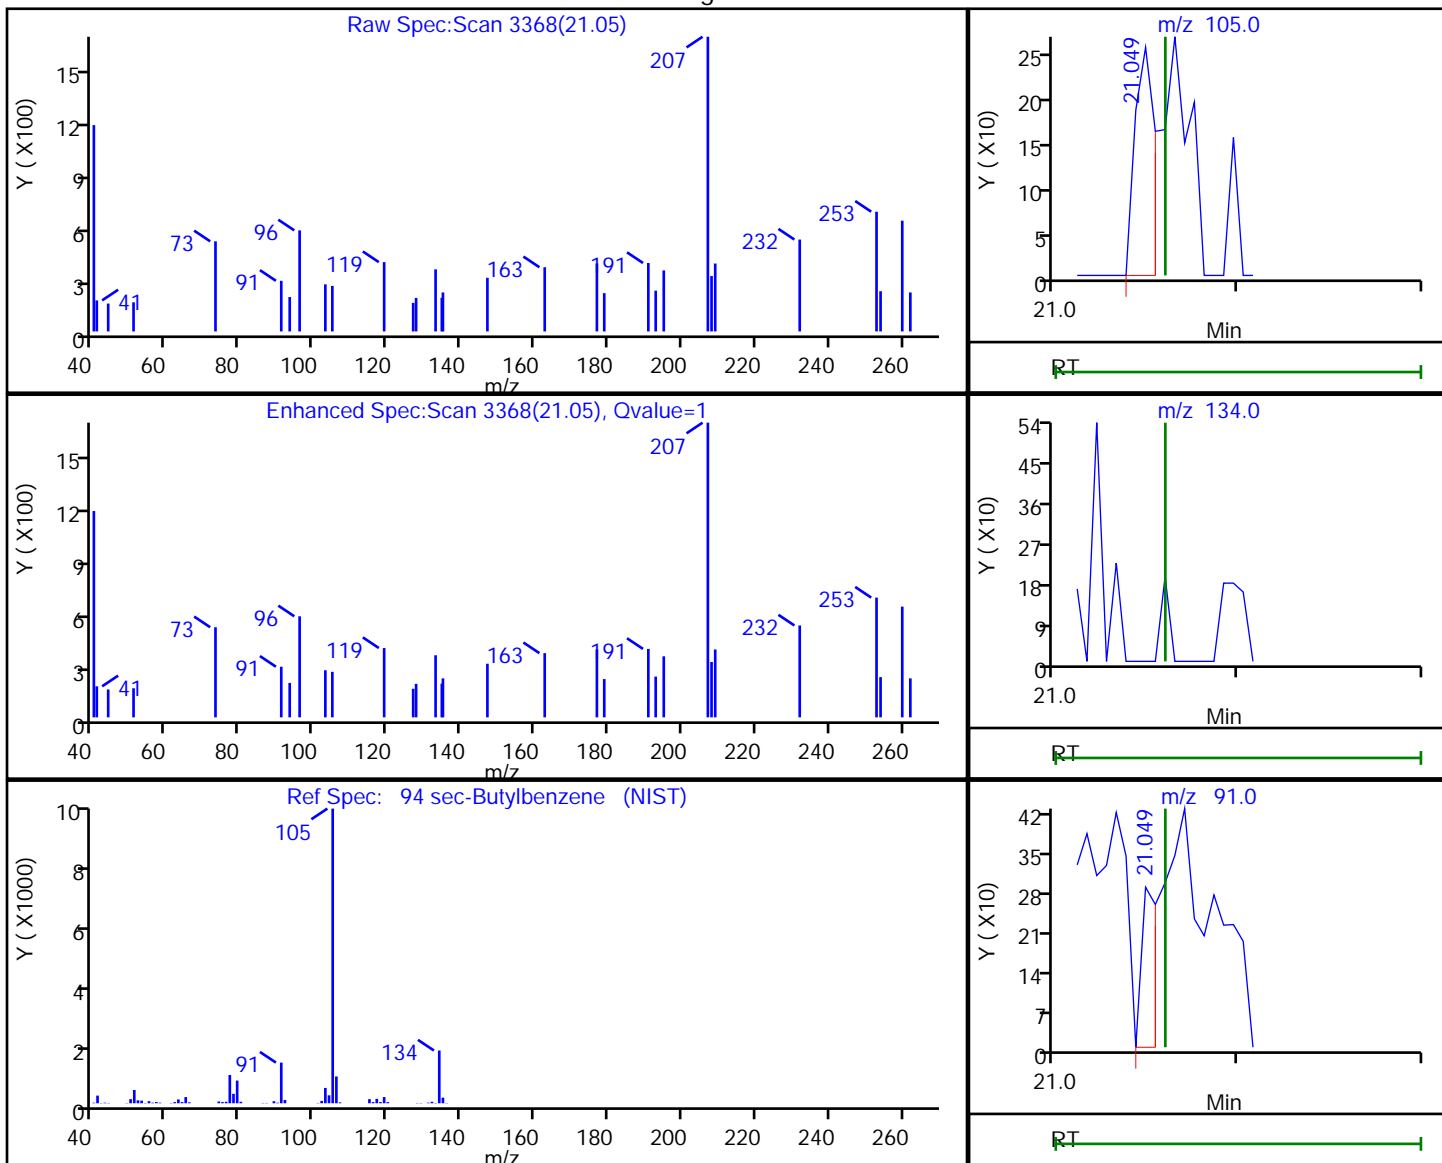 Raw Spec:Scan 3368(21.05)
Y ( X100)
15
12
9
6
3
0
41
73
91
96
119
163
191
207
232
253
40 60 80 100 120 140 160 180 200 220 240 260
m/z
m/z 105.0
Y ( X10)
25
20
15
10
5
0
21.049
21.0
Min
RT
Enhanced Spec:Scan 3368(21.05), Qvalue=1
Y ( X100)
15
12
9
6
3
0
41
73
91
96
119
163
191
207
232
253
40 60 80 100 120 140 160 180 200 220 240 260
m/z
m/z 134.0
Y ( X10)
54
45
36
27
18
9
0
21.0
Min
RT
Ref Spec: 94 sec-Butylbenzene (NIST)
Y ( X1000)
10
8
6
4
2
0
91
105
134
40 60 80 100 120 140 160 180 200 220 240 260
m/z
m/z 91.0
Y ( X10)
42
35
28
21
14
7
0
21.049
21.0
Min
RT